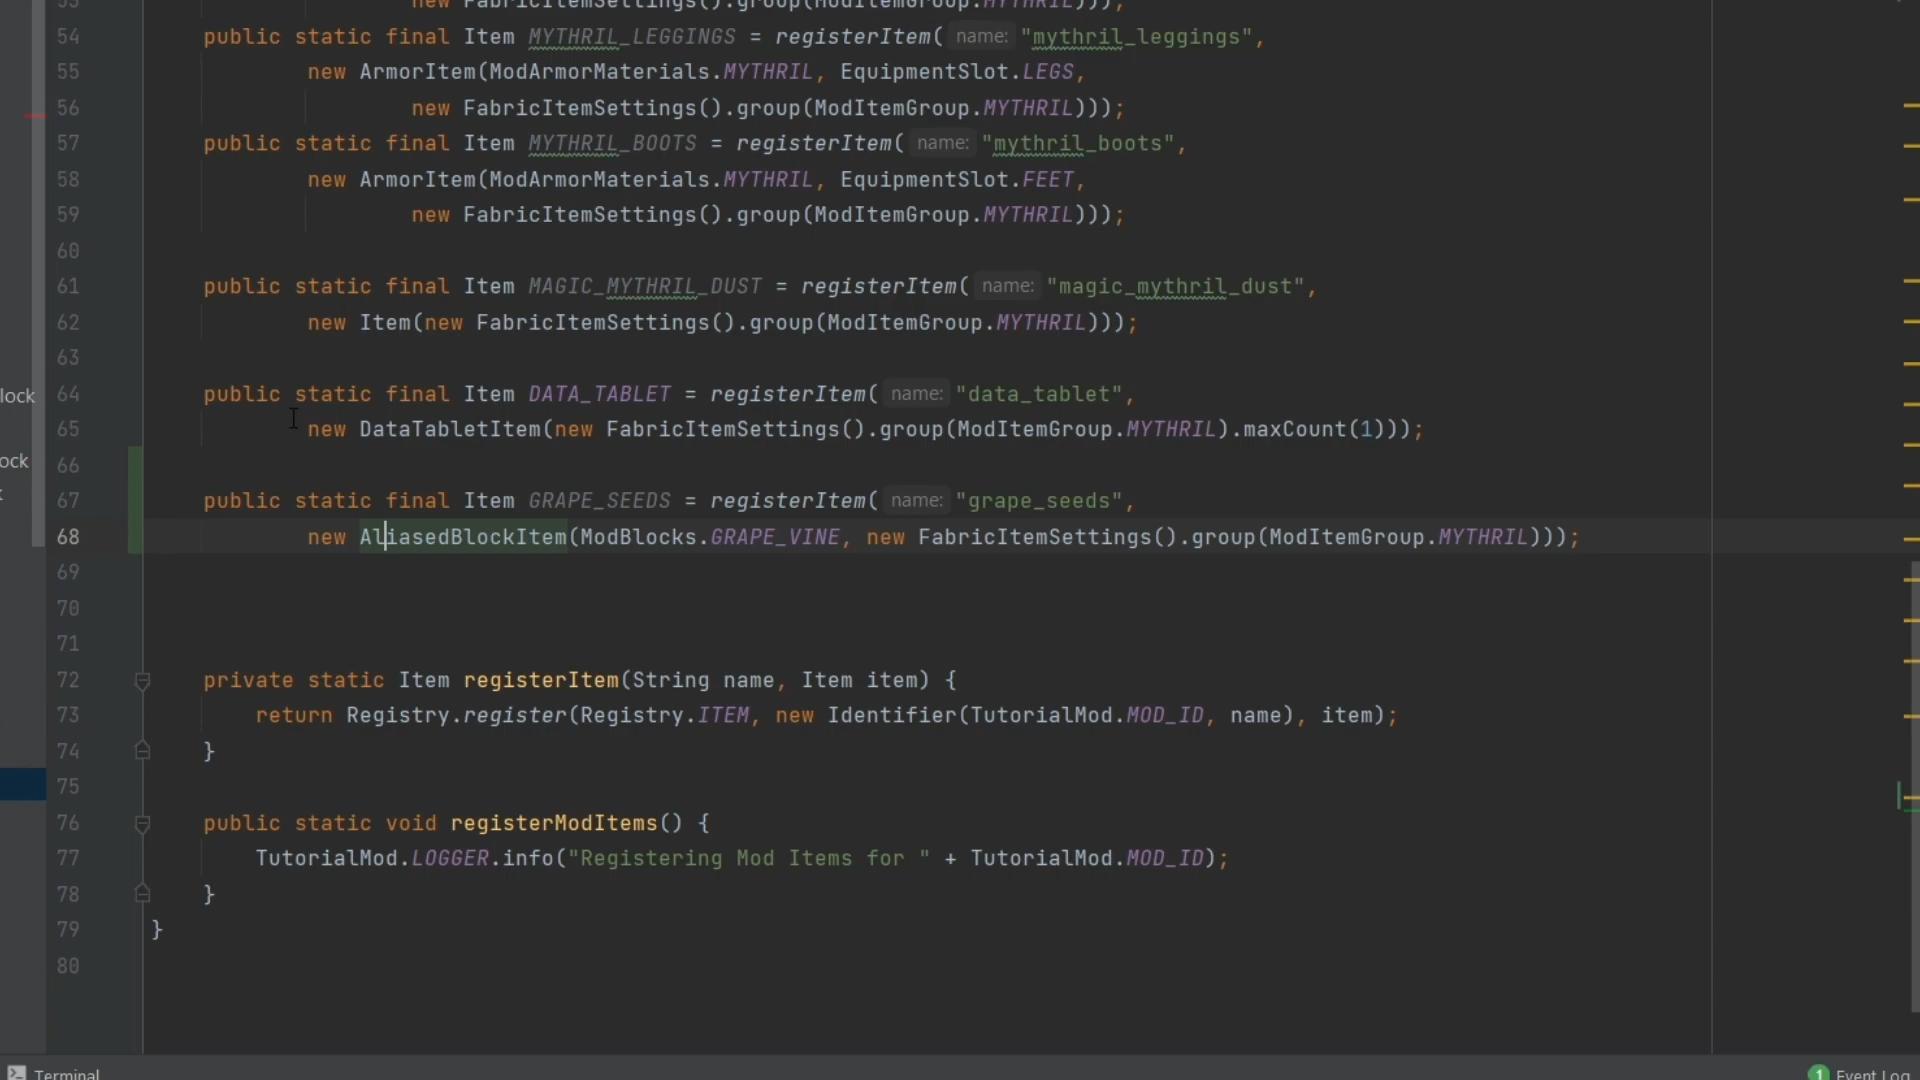 53 new FabricItemSettings().group(ModItemGroup.MYTHRIL)));
54 public static final Item MYTHRIL_LEGGINGS = registerItem( name: "mythril_leggings",
55 new ArmorItem(ModArmorMaterials.MYTHRIL, EquipmentSlot.LEGS,
56 new FabricItemSettings().group(ModItemGroup.MYTHRIL)));
57 public static final Item MYTHRIL_BOOTS = registerItem( name: "mythril_boots",
58 new ArmorItem(ModArmorMaterials.MYTHRIL, EquipmentSlot.FEET,
59 new FabricItemSettings().group(ModItemGroup.MYTHRIL)));
60
61 public static final Item MAGIC_MYTHRIL_DUST = registerItem( name: "magic_mythril_dust",
62 new Item(new FabricItemSettings().group(ModItemGroup.MYTHRIL)));
63
lock
64 public static final Item DATA_TABLET = registerItem( name: "data_tablet",
65 new DataTabletItem(new FabricItemSettings().group(ModItemGroup.MYTHRIL).maxCount(1)));
ock
66
67 public static final Item GRAPE_SEEDS = registerItem( name: "grape_seeds",
68 new AliasedBlockItem(ModBlocks.GRAPE_VINE, new FabricItemSettings().group(ModItemGroup.MYTHRIL)));
69
70
71
72 private static Item registerItem(String name, Item item) {
73 return Registry.register(Registry.ITEM, new Identifier(TutorialMod.MOD_ID, name), item);
74 }
75
76 public static void registerModItems() {
77 TutorialMod.LOGGER.info("Registering Mod Items for " + TutorialMod.MOD_ID);
78 }
79 }
80
Terminal
1 Event Log